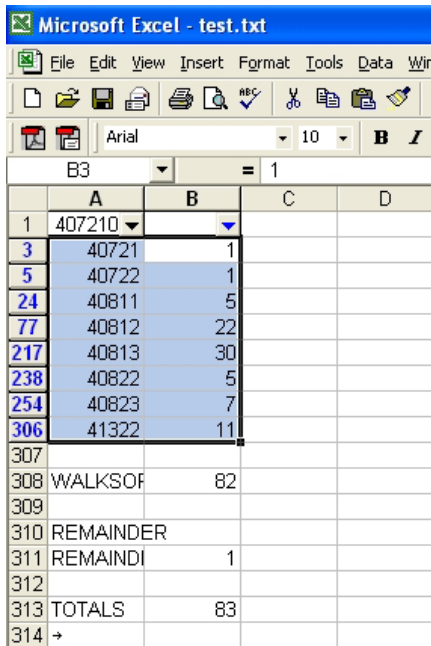 Microsoft Excel - test.txt
File Edit View Insert Format Tools Data Wi
Arial 10 B I
B3 = 1
A B C D
1 407210
3 40721 1
5 40722 1
24 40811 5
77 40812 22
217 40813 30
238 40822 5
254 40823 7
306 41322 11
307
308 WALKSOF 82
309
310 REMAINDER
311 REMAINDI 1
312
313 TOTALS 83
314 →